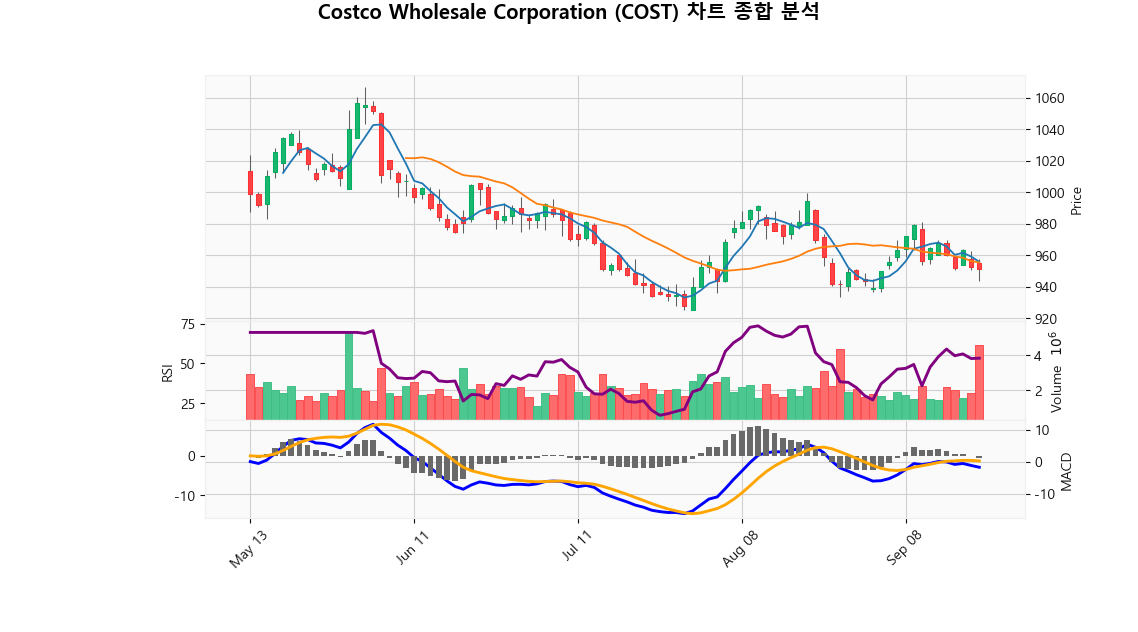 Costco Wholesale Corporation (COST) 차트 종합 분석
1060
1040
1020
1000
980
960
940
920
Price
75
50
25
RSI
4
2
Volume 10^6
0
-10
10
0
-10
MACD
May 13
Jun 11
Jul 11
Aug 08
Sep 08